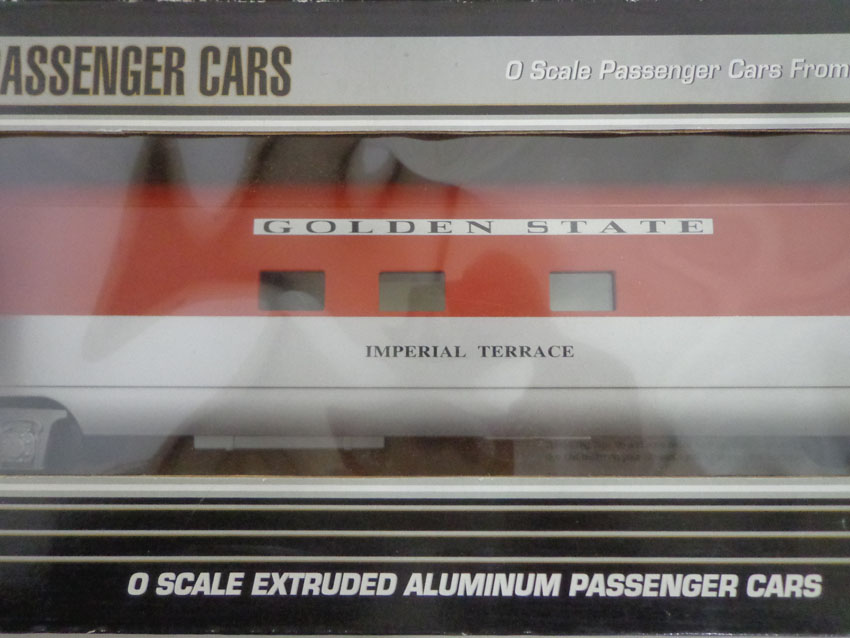 ASSENGER CARS
O Scale Passenger Cars From
GOLDEN STATE
IMPERIAL TERRACE
O SCALE EXTRUDED ALUMINUM PASSENGER CARS